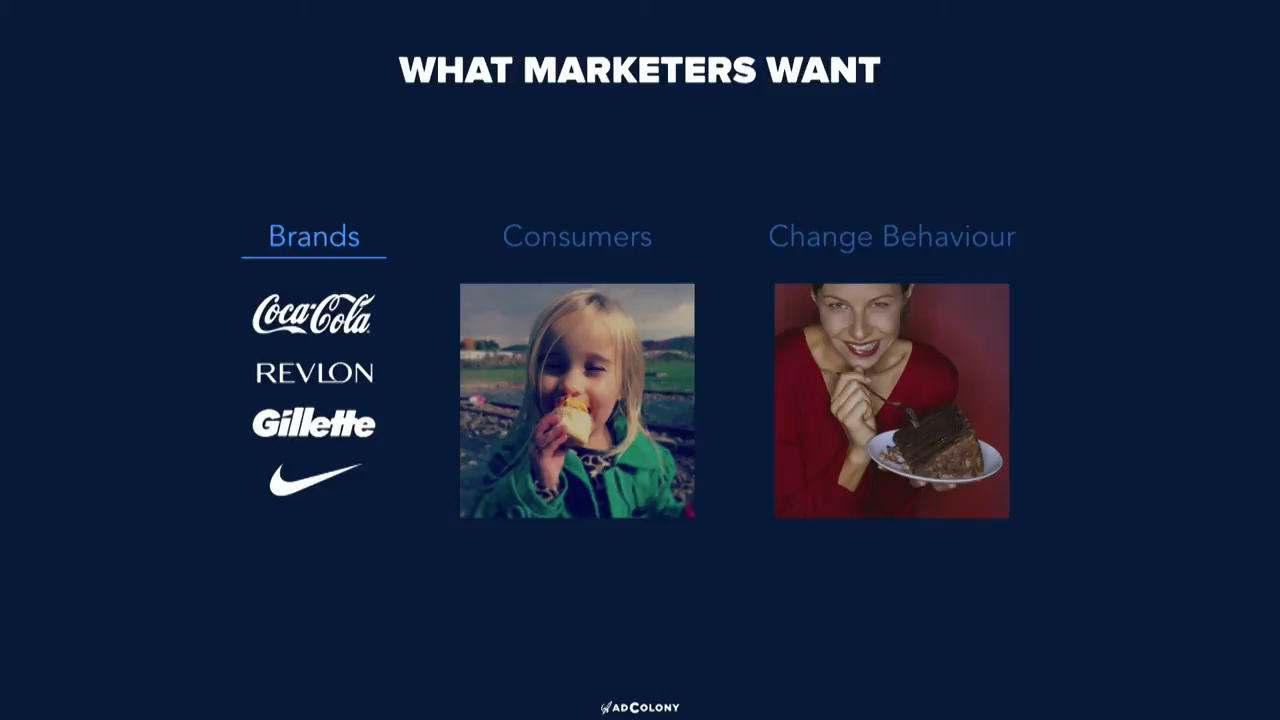 WHAT MARKETERS WANT
Brands
Consumers
Change Behaviour
Coca-Cola
REVLON
Gillette
ADCOLONY